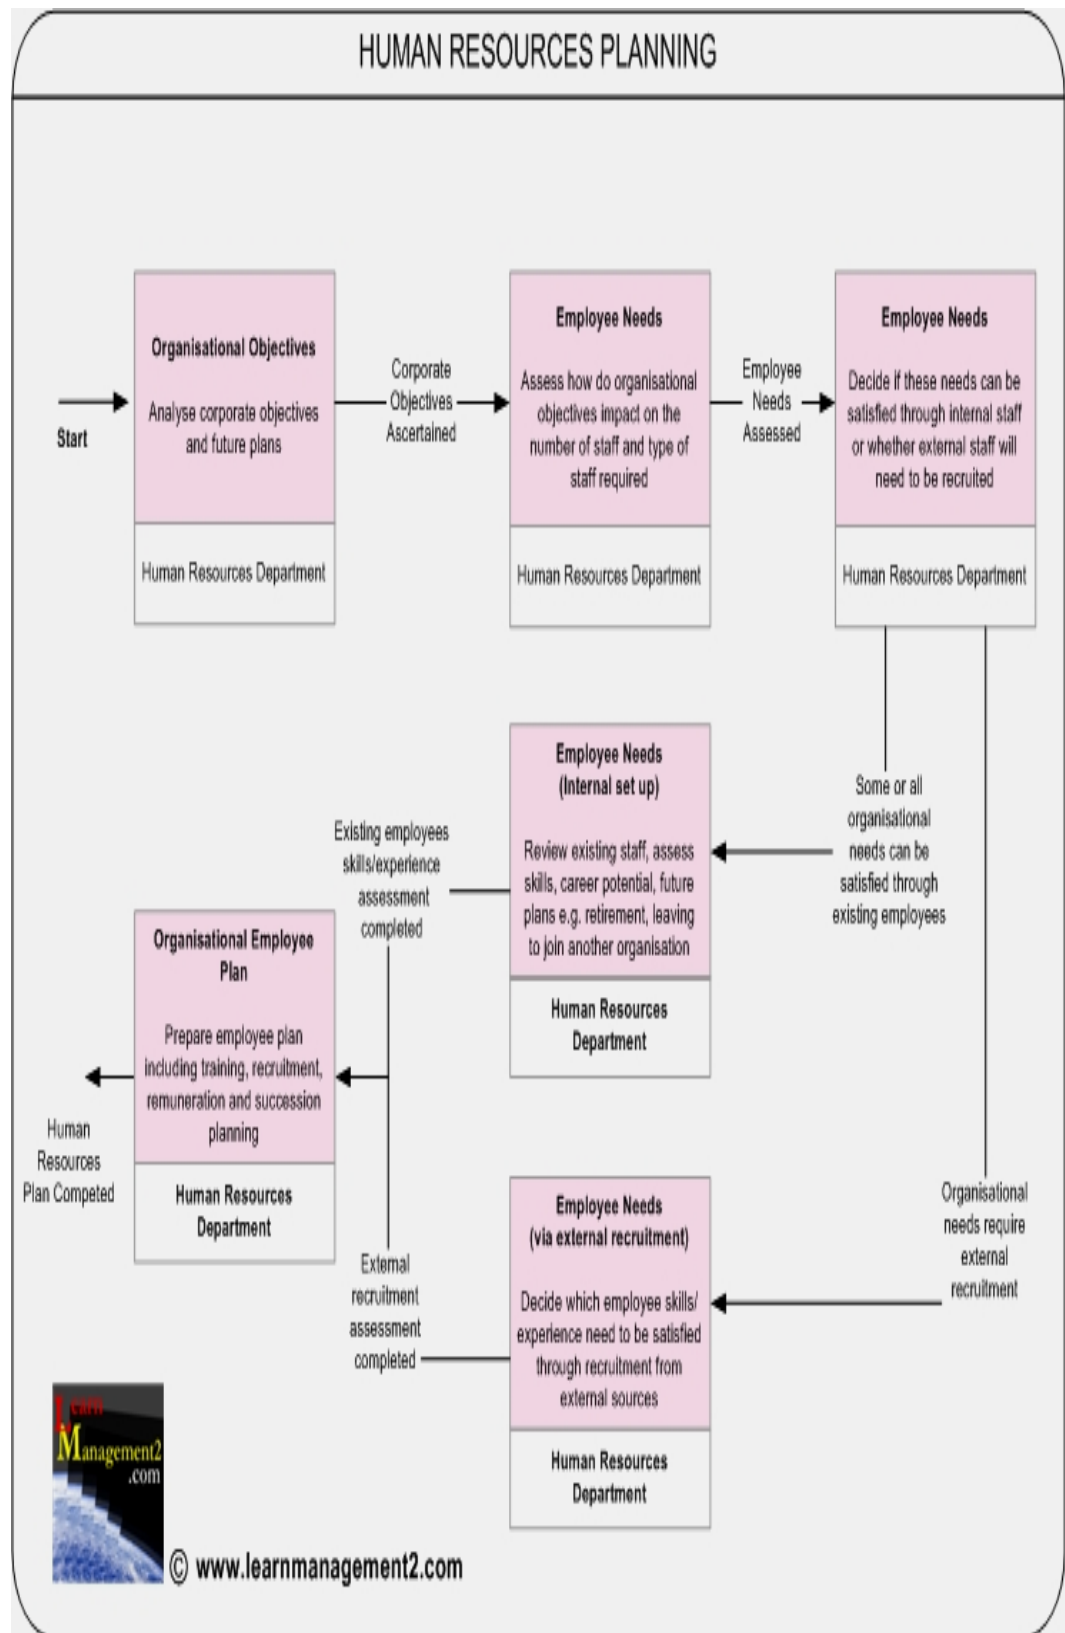 HUMAN RESOURCES PLANNING
Start
Organisational Objectives
Analyse corporate objectives
and future plans
Human Resources Department
Corporate
Objectives
Ascertained
Employee Needs
Assess how do organisational
objectives impact on the
number of staff and type of
staff required
Human Resources Department
Employee
Needs
Assessed
Employee Needs
Decide if these needs can be
satisfied through internal staff
or whether external staff will
need to be recruited
Human Resources Department
Some or all
organisational
needs can be
satisfied through
existing employees
Employee Needs
(Internal set up)
Review existing staff, assess
skills, career potential, future
plans e.g. retirement, leaving
to join another organisation
Human Resources
Department
Existing employees
skills/experience
assessment
completed
Organisational
needs require
external
recruitment
Employee Needs
(via external recruitment)
Decide which employee skills/
experience need to be satisfied
through recruitment from
external sources
Human Resources
Department
External
recruitment
assessment
completed
Organisational Employee
Plan
Prepare employee plan
including training, recruitment,
remuneration and succession
planning
Human Resources
Department
Human
Resources
Plan Competed
Learn
Management2
.com
© www.learnmanagement2.com